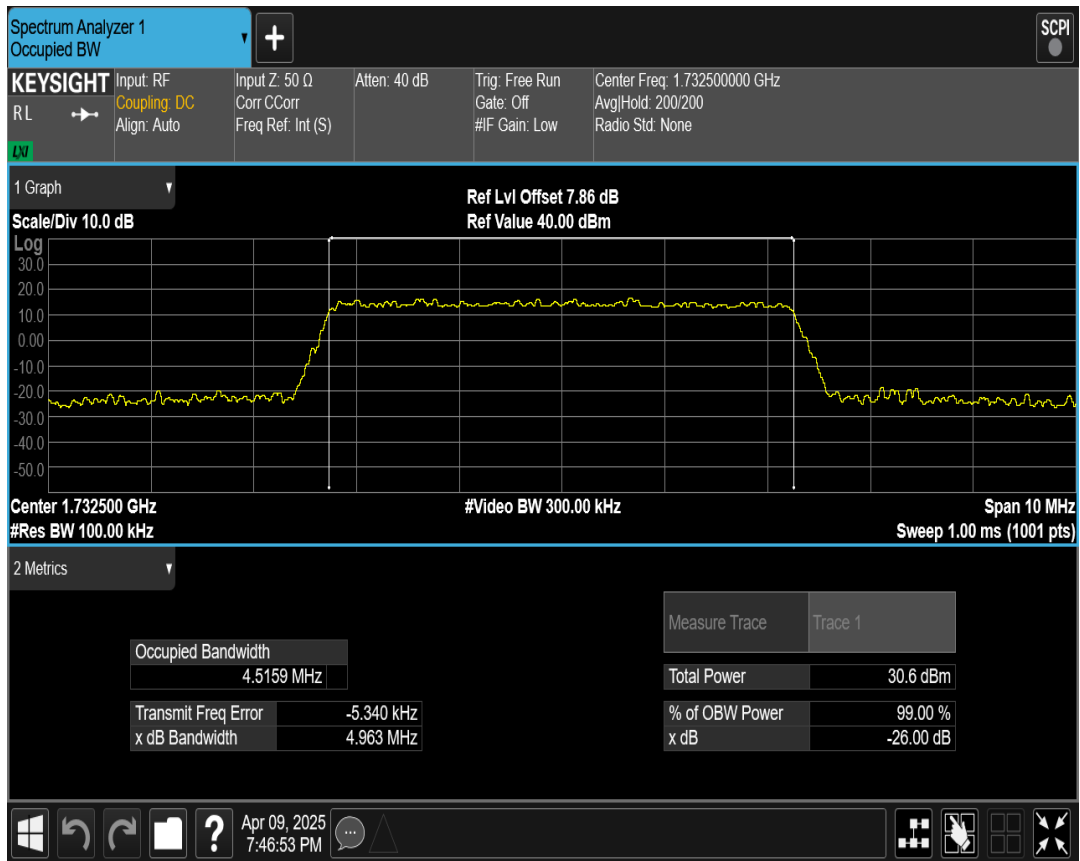 Spectrum Analyzer 1
Occupied BW
+
SCPI
KEYSIGHT
RL
LXI
Input: RF
Coupling: DC
Align: Auto
Input Z: 50 Ω
Corr CCorr
Freq Ref: Int (S)
Atten: 40 dB
Trig: Free Run
Gate: Off
#IF Gain: Low
Center Freq: 1.732500000 GHz
Avg|Hold: 200/200
Radio Std: None
1 Graph
Scale/Div 10.0 dB
Ref Lvl Offset 7.86 dB
Ref Value 40.00 dBm
Log
30.0
20.0
10.0
0.00
-10.0
-20.0
-30.0
-40.0
-50.0
Center 1.732500 GHz
#Video BW 300.00 kHz
Span 10 MHz
#Res BW 100.00 kHz
Sweep 1.00 ms (1001 pts)
2 Metrics
Measure Trace Trace 1
Occupied Bandwidth
4.5159 MHz
Total Power 30.6 dBm
Transmit Freq Error -5.340 kHz
% of OBW Power 99.00 %
x dB Bandwidth 4.963 MHz
x dB -26.00 dB
?
Apr 09, 2025
7:46:53 PM